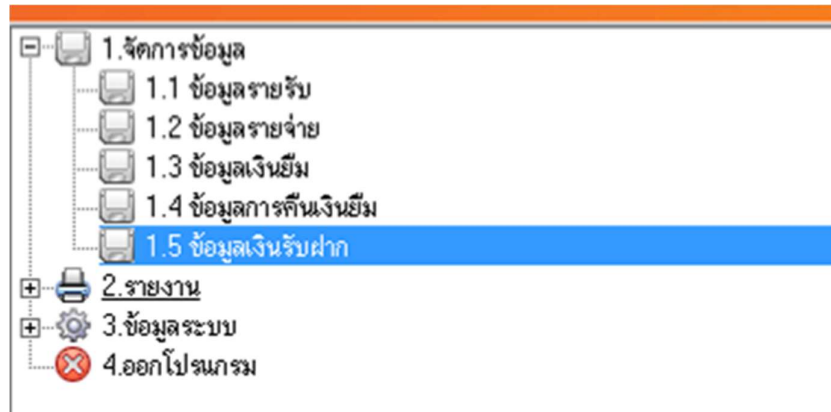 1.จัดการข้อมูล
1.1 ข้อมูลรายรับ
1.2 ข้อมูลรายจ่าย
1.3 ข้อมูลเงินยืม
1.4 ข้อมูลการคืนเงินยืม
1.5 ข้อมูลเงินรับฝาก
2.รายงาน
3.ข้อมูลระบบ
4.ออกโปรแกรม